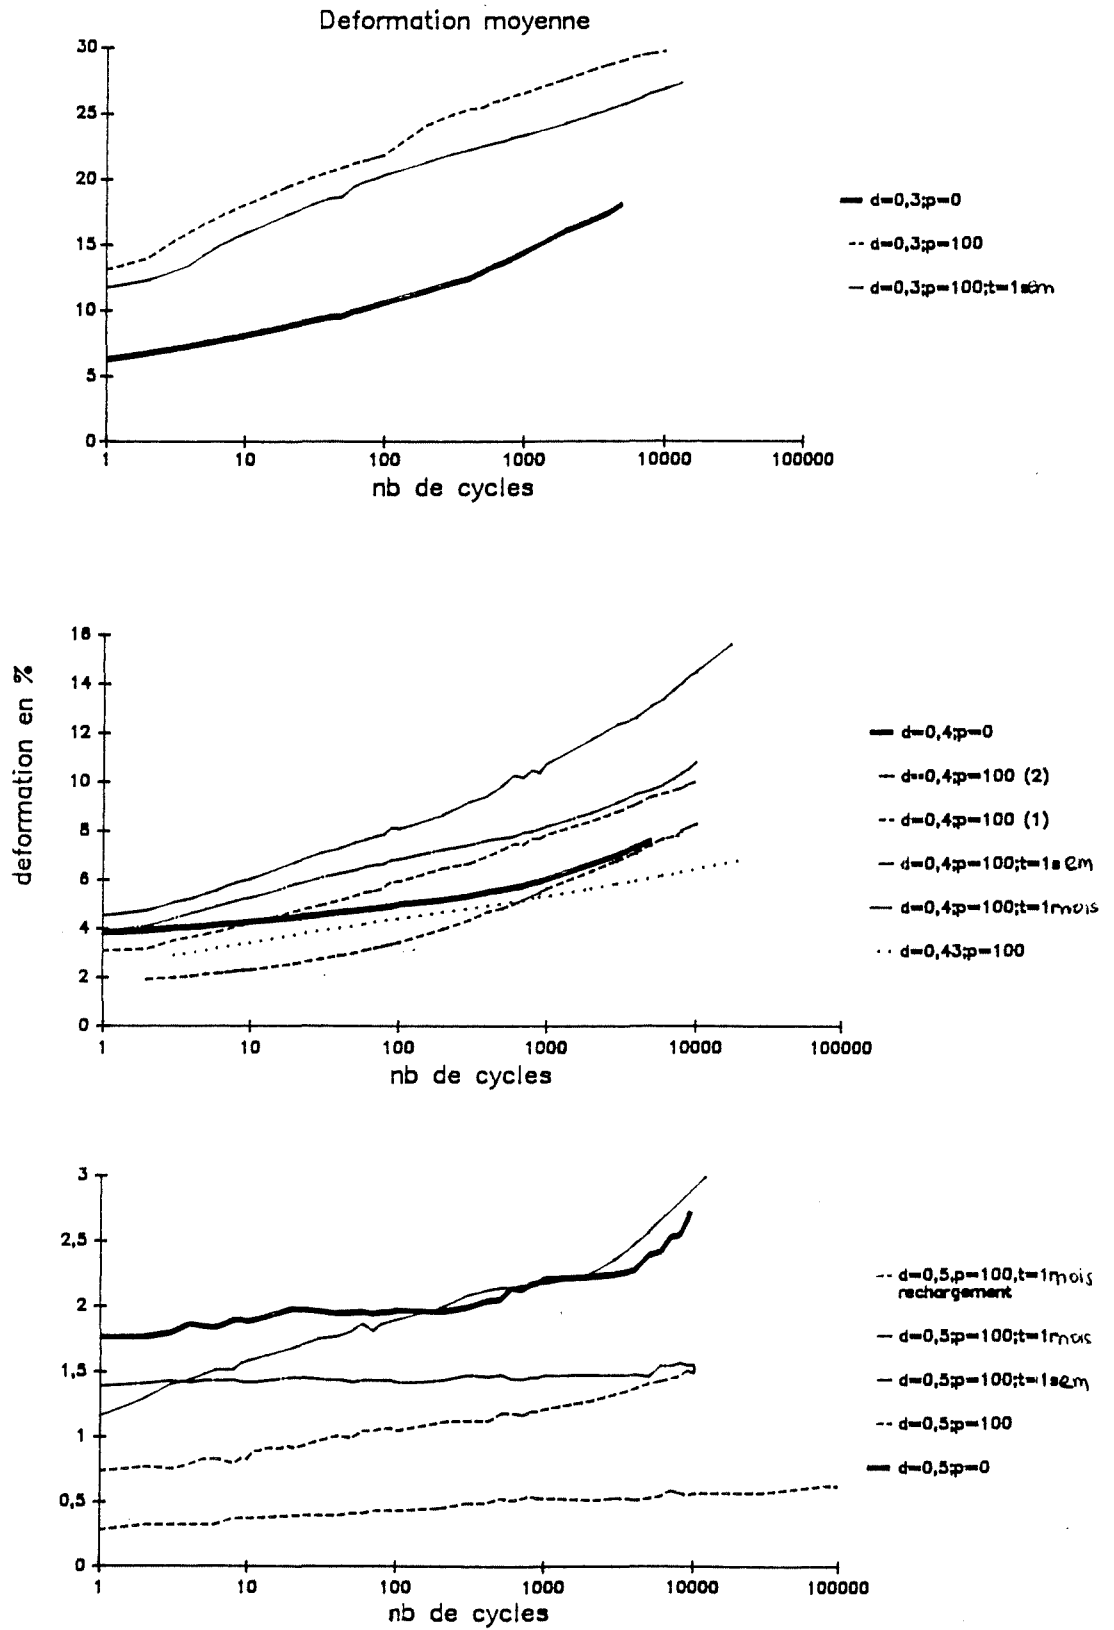 Deformation moyenne
30
25
20
15
10
5
0
1 10 100 1000 10000 100000
nb de cycles
d=0,3;p=0
d=0,3;p=100
d=0,3;p=100;t=1sem
deformation en %
16
14
12
10
8
6
4
2
0
1 10 100 1000 10000 100000
nb de cycles
d=0,4;p=0
d=0,4;p=100 (2)
d=0,4;p=100 (1)
d=0,4;p=100;t=1sem
d=0,4;p=100;t=1mois
d=0,43;p=100
3
2,5
2
1,5
1
0,5
0
1 10 100 1000 10000 100000
nb de cycles
d=0,5,p=100,t=1mois
rechargement
d=0,5;p=100;t=1mois
d=0,5;p=100;t=1sem
d=0,5;p=100
d=0,5;p=0